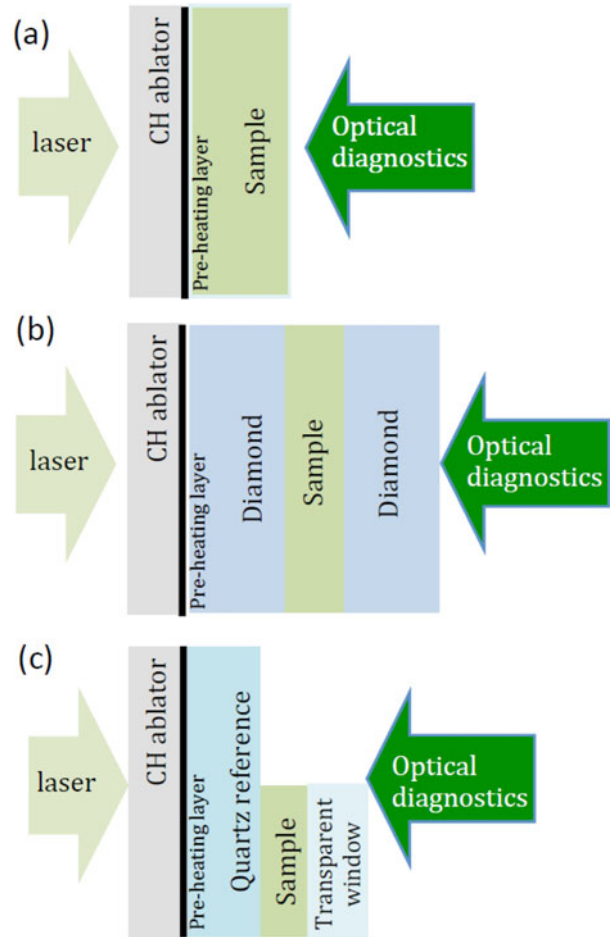 (a)
laser
CH ablator
Pre-heating layer
Sample
Optical
diagnostics
(b)
laser
CH ablator
Pre-heating layer
Diamond
Sample
Diamond
Optical
diagnostics
(c)
laser
CH ablator
Pre-heating layer
Quartz reference
Sample
Transparent
window
Optical
diagnostics